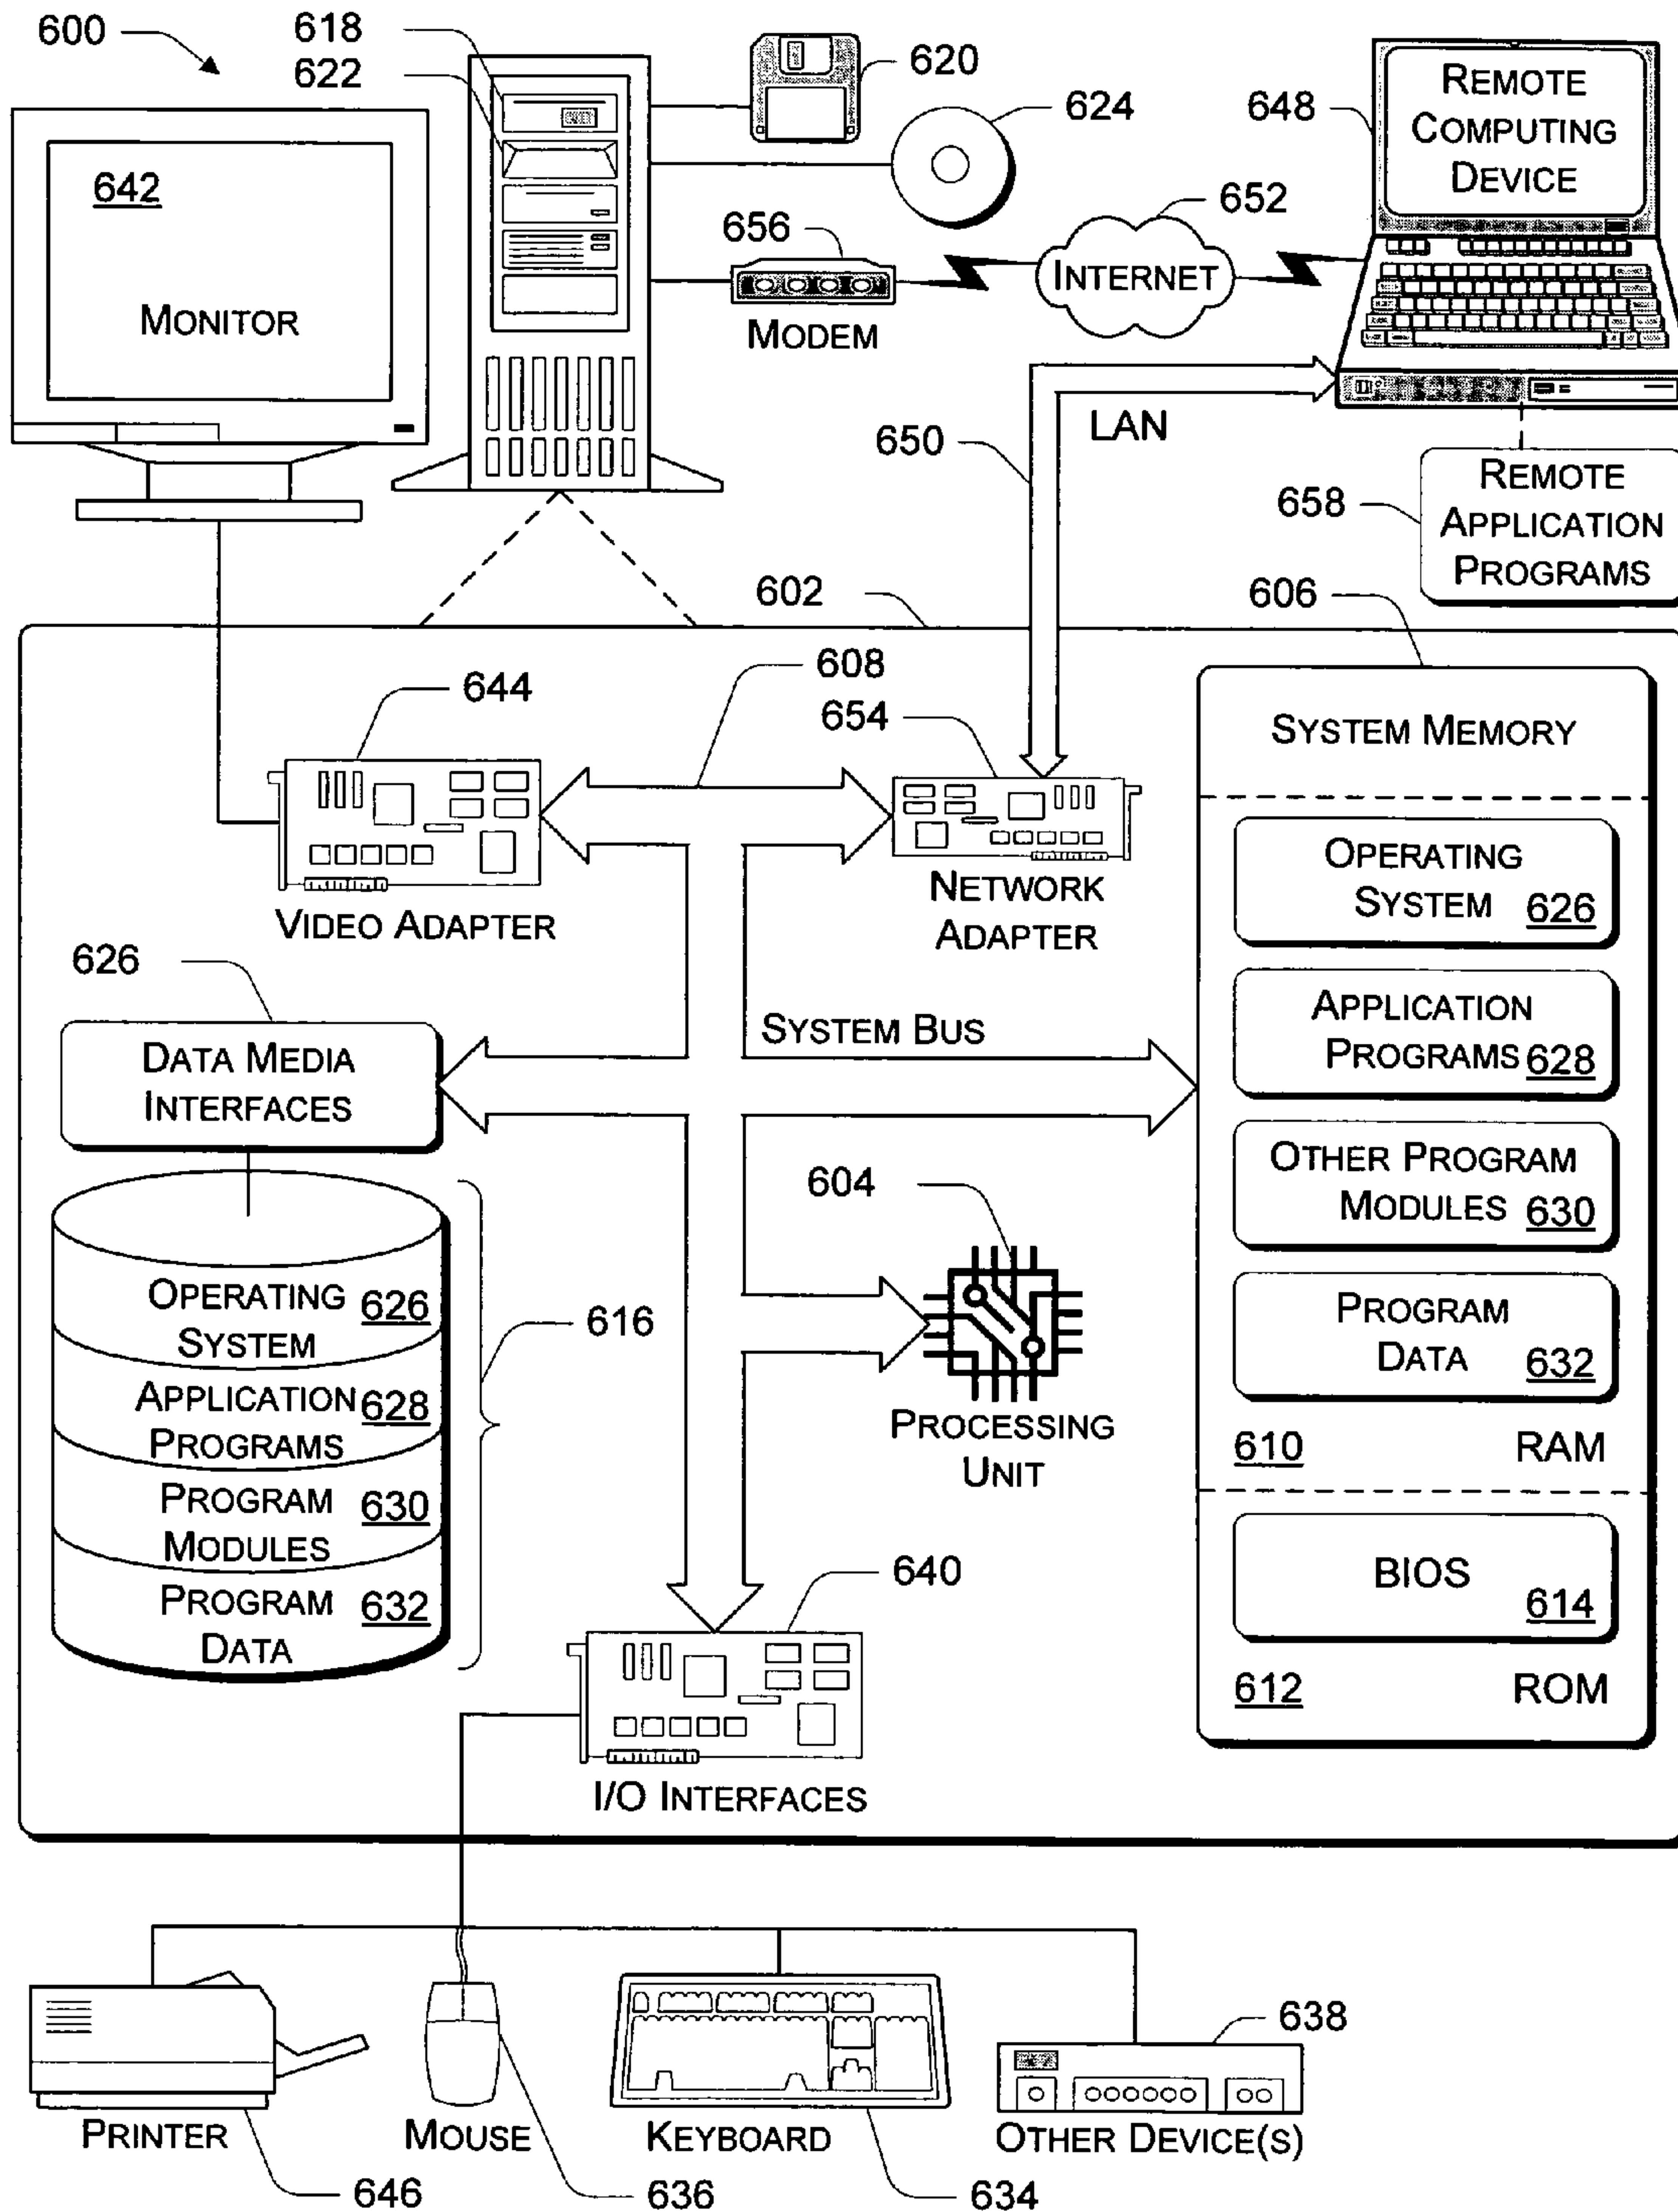 600
618
622
620
624
648
REMOTE
COMPUTING
DEVICE
642
MONITOR
656
MODEM
652
INTERNET
650
LAN
658
REMOTE
APPLICATION
PROGRAMS
602
606
608
644
654
VIDEO ADAPTER
NETWORK
ADAPTER
SYSTEM MEMORY
OPERATING
SYSTEM 626
APPLICATION
PROGRAMS 628
OTHER PROGRAM
MODULES 630
PROGRAM
DATA 632
610 RAM
BIOS
614
612 ROM
626
DATA MEDIA
INTERFACES
SYSTEM BUS
604
PROCESSING
UNIT
OPERATING 626
SYSTEM
APPLICATION 628
PROGRAMS
PROGRAM 630
MODULES
PROGRAM 632
DATA
616
640
I/O INTERFACES
638
PRINTER
MOUSE
KEYBOARD
OTHER DEVICE(S)
646
636
634